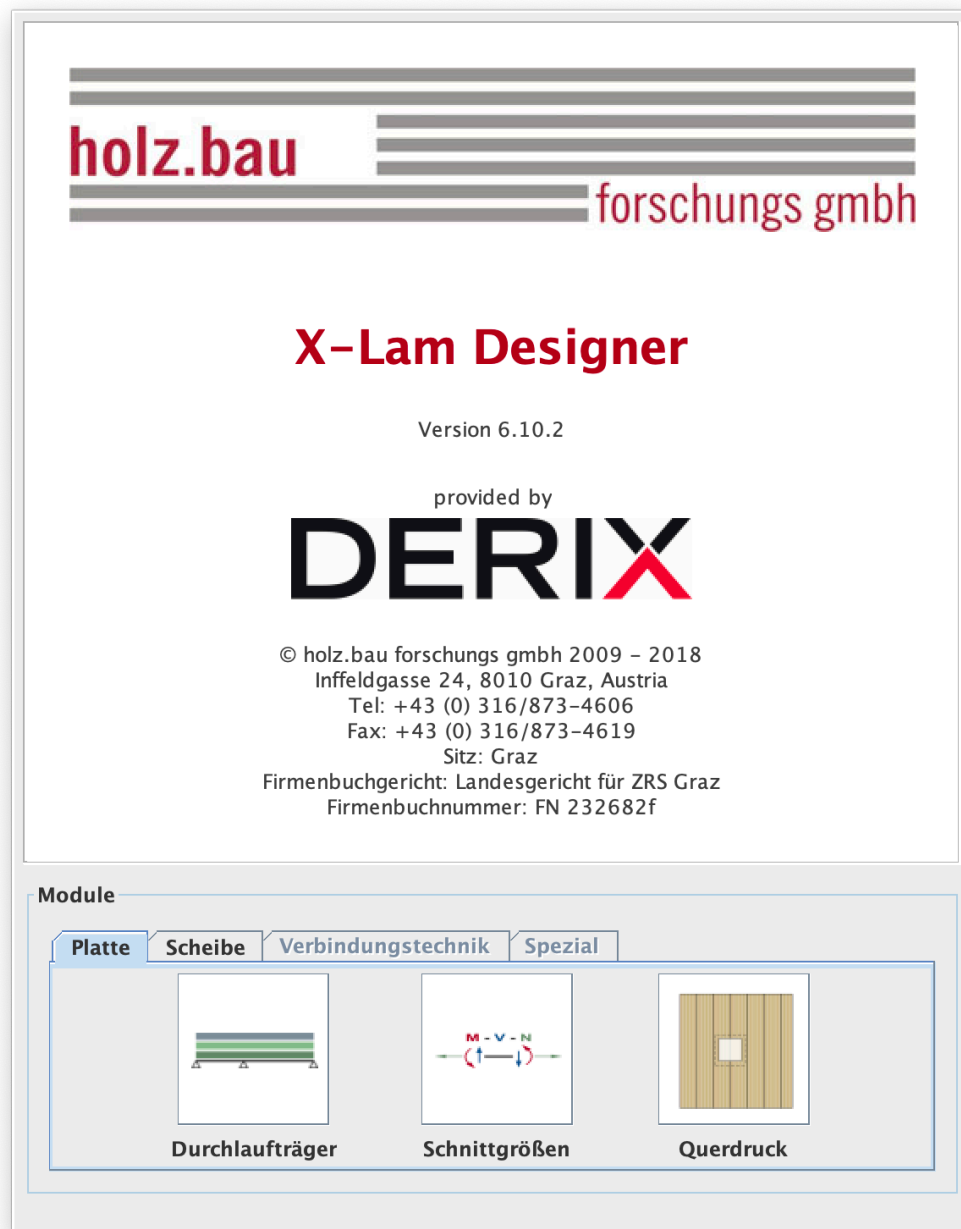 holz.bau
forschungs gmbh
X-Lam Designer
Version 6.10.2
provided by
DERIX
© holz.bau forschungs gmbh 2009 - 2018
Inffeldgasse 24, 8010 Graz, Austria
Tel: +43 (0) 316/873-4606
Fax: +43 (0) 316/873-4619
Sitz: Graz
Firmenbuchgericht: Landesgericht für ZRS Graz
Firmenbuchnummer: FN 232682f
Module
Platte Scheibe Verbindungstechnik Spezial
M - V - N
Durchlaufträger Schnittgrößen Querdruck